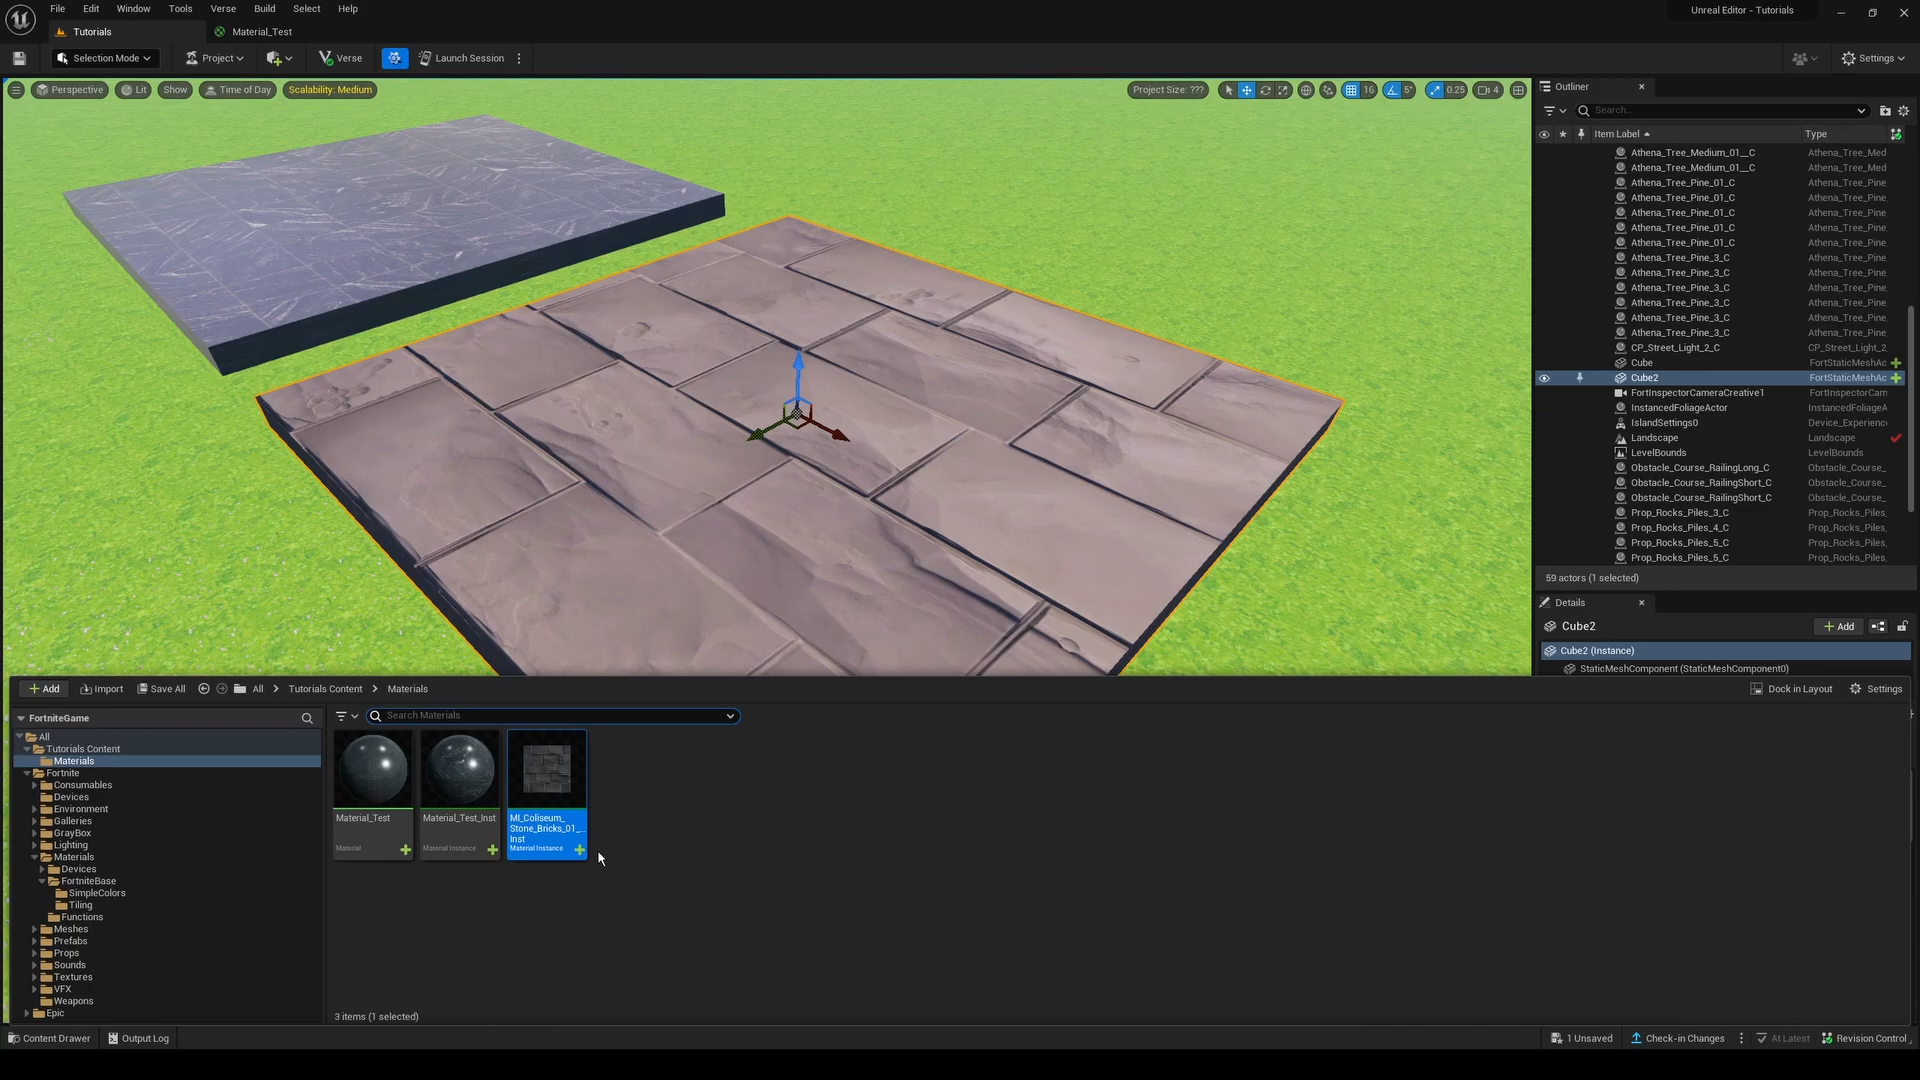 File Edit Window Tools Verse Build Select Help
Unreal Editor - Tutorials
Tutorials
Material_Test
Selection Mode
Project
Verse
Launch Session
Settings
Perspective Lit Show Time of Day Scalability: Medium
Project Size: ??? 16 5° 0.25 4
Outliner
Search...
Item Label Type
Athena_Tree_Medium_01__C Athena_Tree_Med
Athena_Tree_Medium_01__C Athena_Tree_Med
Athena_Tree_Pine_01_C Athena_Tree_Pine
Athena_Tree_Pine_01_C Athena_Tree_Pine
Athena_Tree_Pine_01_C Athena_Tree_Pine
Athena_Tree_Pine_01_C Athena_Tree_Pine
Athena_Tree_Pine_01_C Athena_Tree_Pine
Athena_Tree_Pine_3_C Athena_Tree_Pine
Athena_Tree_Pine_3_C Athena_Tree_Pine
Athena_Tree_Pine_3_C Athena_Tree_Pine
Athena_Tree_Pine_3_C Athena_Tree_Pine
Athena_Tree_Pine_3_C Athena_Tree_Pine
Athena_Tree_Pine_3_C Athena_Tree_Pine
CP_Street_Light_2_C CP_Street_Light_2
Cube FortStaticMeshAc
Cube2 FortStaticMeshAc
FortInspectorCameraCreative1 FortInspectorCam
InstancedFoliageActor InstancedFoliageA
IslandSettings0 Device_Experienc
Landscape Landscape
LevelBounds LevelBounds
Obstacle_Course_RailingLong_C Obstacle_Course_
Obstacle_Course_RailingShort_C Obstacle_Course_
Obstacle_Course_RailingShort_C Obstacle_Course_
Prop_Rocks_Piles_3_C Prop_Rocks_Piles_
Prop_Rocks_Piles_4_C Prop_Rocks_Piles_
Prop_Rocks_Piles_5_C Prop_Rocks_Piles_
Prop_Rocks_Piles_5_C Prop_Rocks_Piles_
59 actors (1 selected)
Details
Cube2
Add
Cube2 (Instance)
StaticMeshComponent (StaticMeshComponent0)
Add Import Save All All Tutorials Content Materials
Dock in Layout Settings
FortniteGame
All
Tutorials Content
Materials
Fortnite
Consumables
Devices
Environment
Galleries
GrayBox
Lighting
Materials
Devices
FortniteBase
SimpleColors
Tiling
Functions
Meshes
Prefabs
Props
Sounds
Textures
VFX
Weapons
Epic
Search Materials
Material_Test
Material
Material_Test_Inst
Material Instance
MI_Coliseum_
Stone_Bricks_01_...
Inst
Material Instance
3 items (1 selected)
Content Drawer Output Log
1 Unsaved Check-in Changes At Latest Revision Control